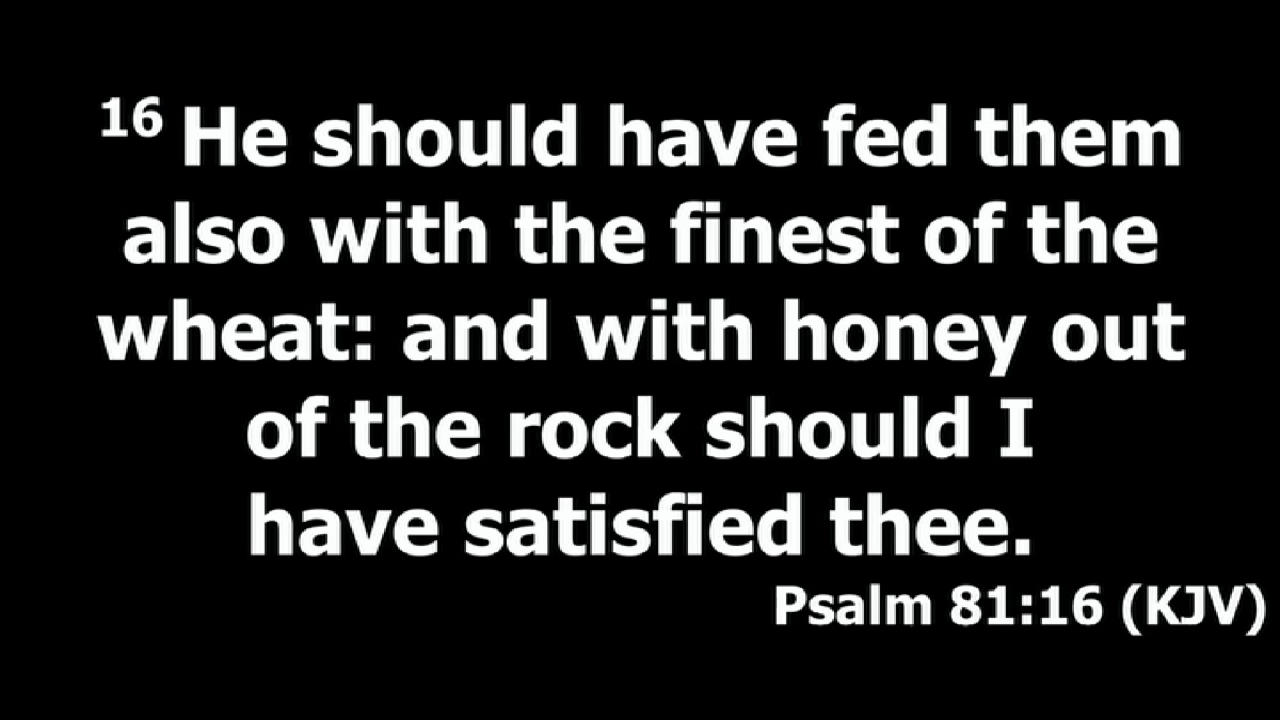 16 He should have fed them
also with the finest of the
wheat: and with honey out
of the rock should I
have satisfied thee.
Psalm 81:16 (KJV)